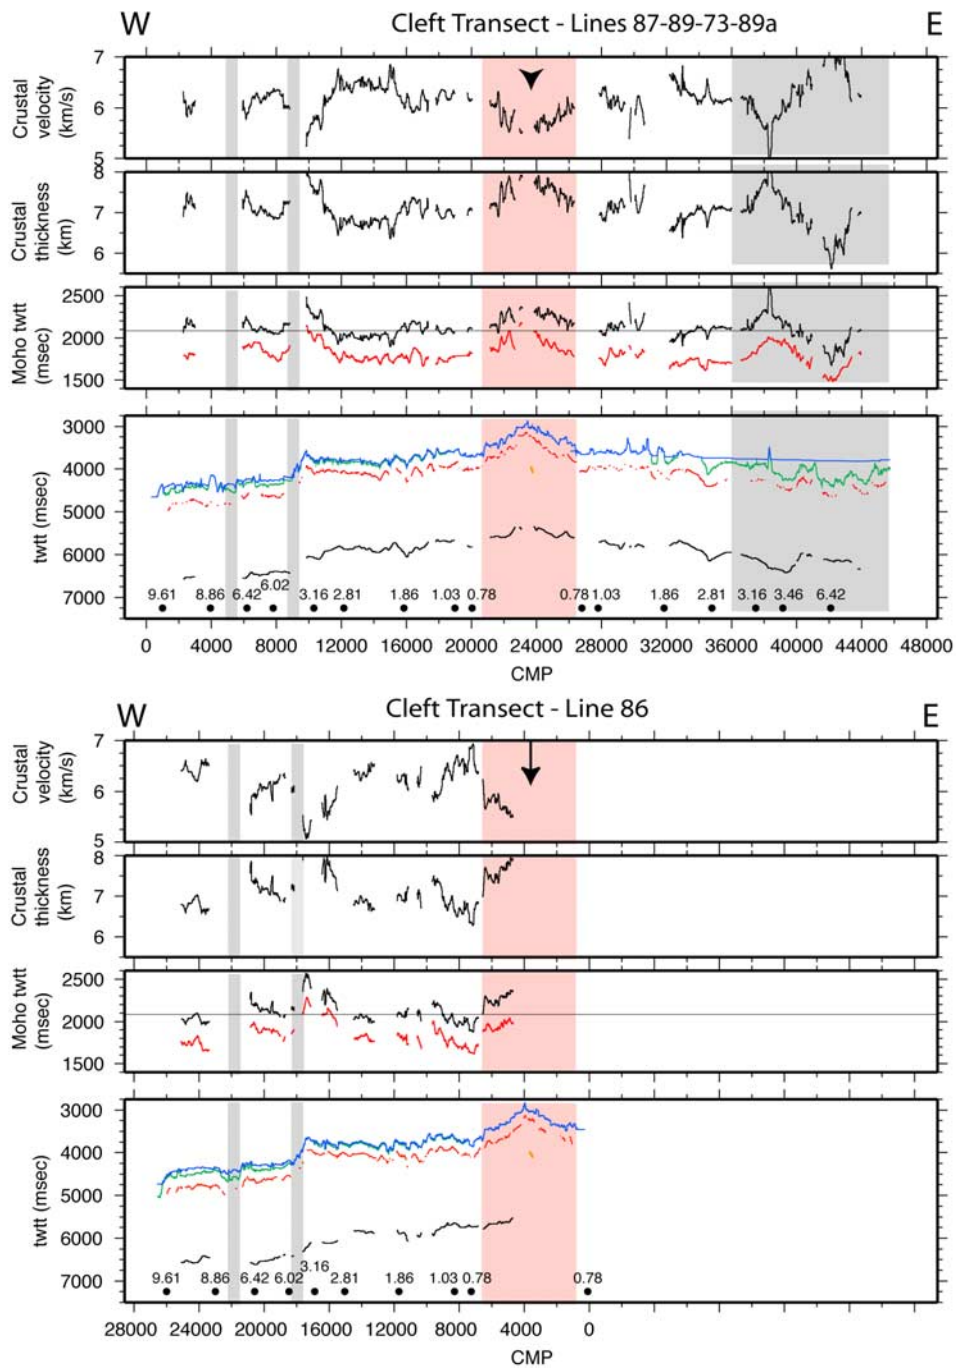 W Cleft Transect - Lines 87-89-73-89a E
Crustal velocity (km/s)
7
6
5
Crustal thickness (km)
8
7
6
Moho twtt (msec)
2500
2000
1500
twtt (msec)
3000
4000
5000
6000
7000
9.61 8.86 6.42 6.02 3.16 2.81 1.86 1.03 0.78 0.78 1.03 1.86 2.81 3.16 3.46 6.42
0 4000 8000 12000 16000 20000 24000 28000 32000 36000 40000 44000 48000
CMP
W Cleft Transect - Line 86 E
Crustal velocity (km/s)
7
6
5
Crustal thickness (km)
8
7
6
Moho twtt (msec)
2500
2000
1500
twtt (msec)
3000
4000
5000
6000
7000
9.61 8.86 6.42 6.02 3.16 2.81 1.86 1.03 0.78 0.78
28000 24000 20000 16000 12000 8000 4000 0
CMP